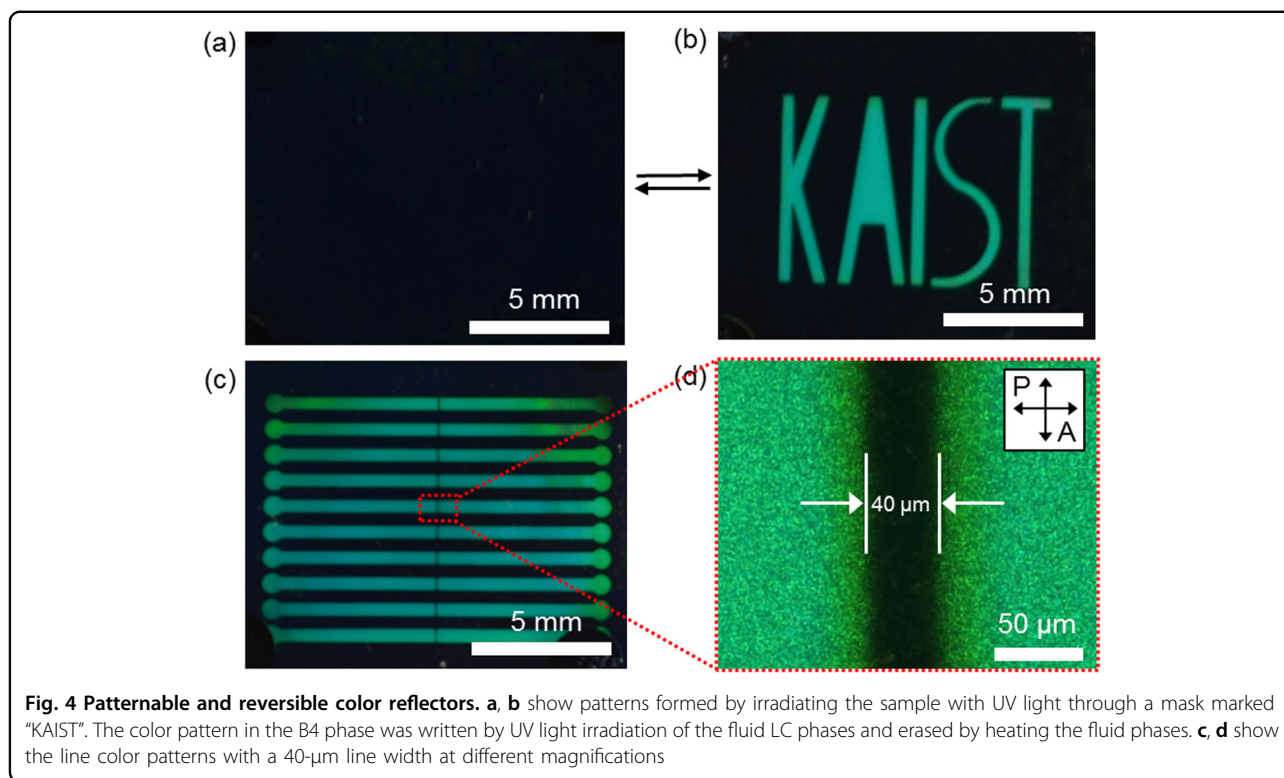 (a)
5 mm
(b)
KAIST
5 mm
(c)
5 mm
(d)
P
A
40 μm
50 μm
Fig. 4 Patternable and reversible color reflectors. a, b show patterns formed by irradiating the sample with UV light through a mask marked
“KAIST”. The color pattern in the B4 phase was written by UV light irradiation of the fluid LC phases and erased by heating the fluid phases. c, d show
the line color patterns with a 40-μm line width at different magnifications